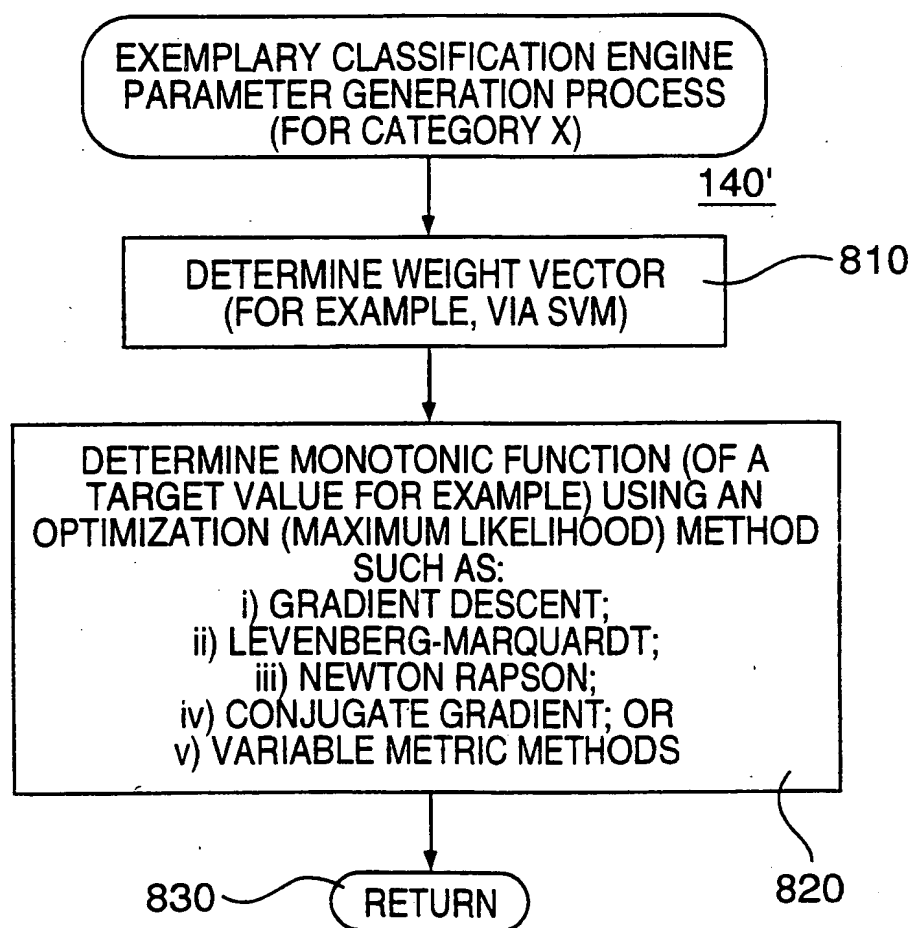 EXEMPLARY CLASSIFICATION ENGINE
PARAMETER GENERATION PROCESS
(FOR CATEGORY X)
140'
DETERMINE WEIGHT VECTOR
(FOR EXAMPLE, VIA SVM)
810
DETERMINE MONOTONIC FUNCTION (OF A
TARGET VALUE FOR EXAMPLE) USING AN
OPTIMIZATION (MAXIMUM LIKELIHOOD) METHOD
SUCH AS:
i) GRADIENT DESCENT;
ii) LEVENBERG-MARQUARDT;
iii) NEWTON RAPSON;
iv) CONJUGATE GRADIENT; OR
v) VARIABLE METRIC METHODS
820
830
RETURN